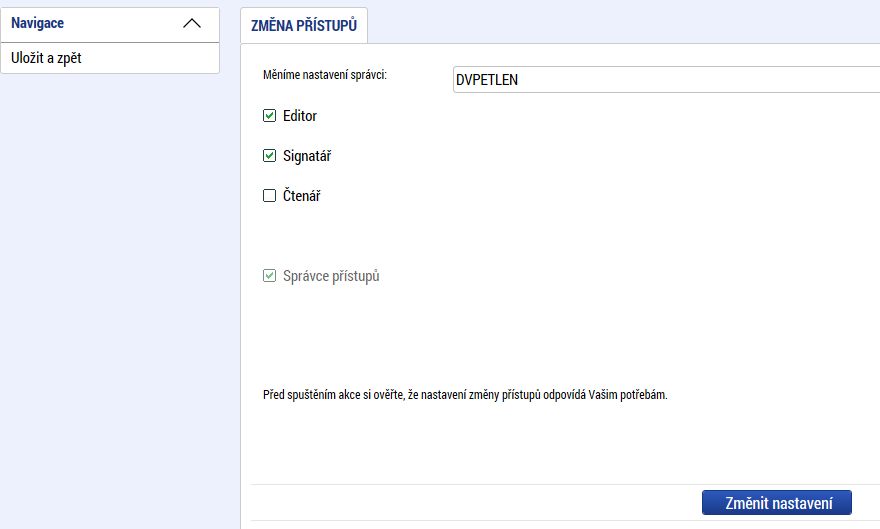 Navigace
Uložit a zpět
ZMĚNA PŘÍSTUPŮ
Měníme nastavení správci:
DVPETLEN
Editor
Signatář
Čtenář
Správce přístupů
Před spuštěním akce si ověřte, že nastavení změny přístupů odpovídá Vašim potřebám.
Změnit nastavení